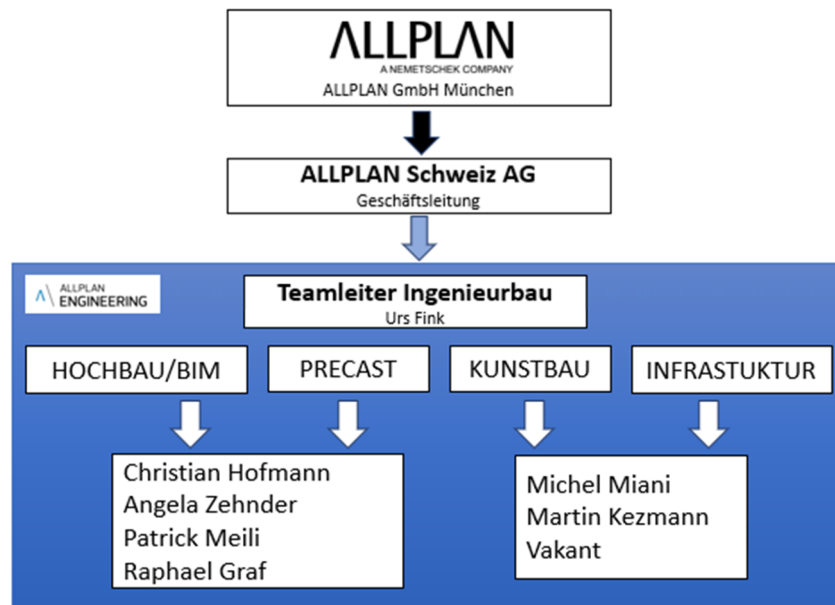 ALLPLAN
A NEMETSCHEK COMPANY
ALLPLAN GmbH München
ALLPLAN Schweiz AG
Geschäftsleitung
ALLPLAN
ENGINEERING
Teamleiter Ingenieurbau
Urs Fink
HOCHBAU/BIM
PRECAST
KUNSTBAU
INFRASTUKTUR
Christian Hofmann
Angela Zehnder
Patrick Meili
Raphael Graf
Michel Miani
Martin Kezmann
Vakant